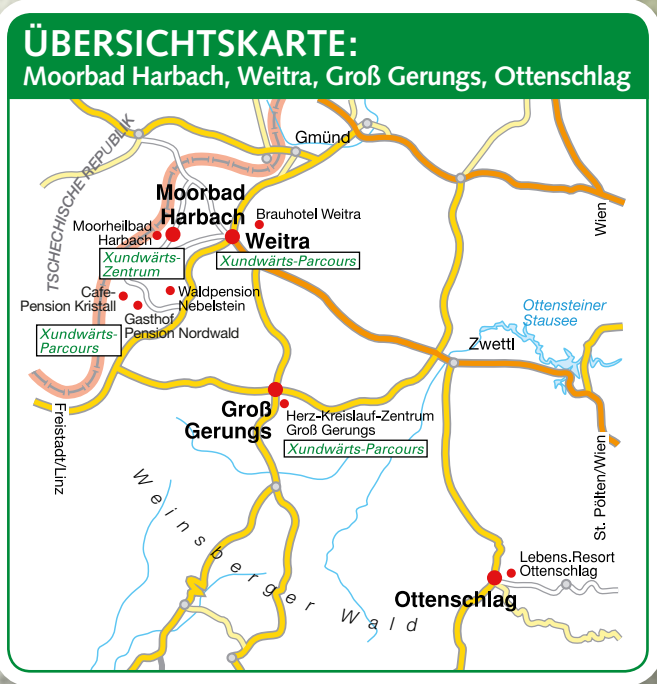 ÜBERSICHTSKARTE:
Moorbad Harbach, Weitra, Groß Gerungs, Ottenschlag
TSCHECHISCHE REPUBLIK
Gmünd
Moorbad
Harbach
Moorheilbad
Harbach
Xundwärts-
Zentrum
Brauhotel Weitra
Weitra
Xundwärts-Parcours
Wien
Cafe-
Pension Kristall
Waldpension
Nebelstein
Gasthof
Pension Nordwald
Xundwärts-
Parcours
Ottensteiner
Stausee
Zwettl
Freistadt/Linz
Groß
Gerungs
Herz-Kreislauf-Zentrum
Groß Gerungs
Xundwärts-Parcours
St. Pölten/Wien
Weinsberger Wald
Lebens.Resort
Ottenschlag
Ottenschlag